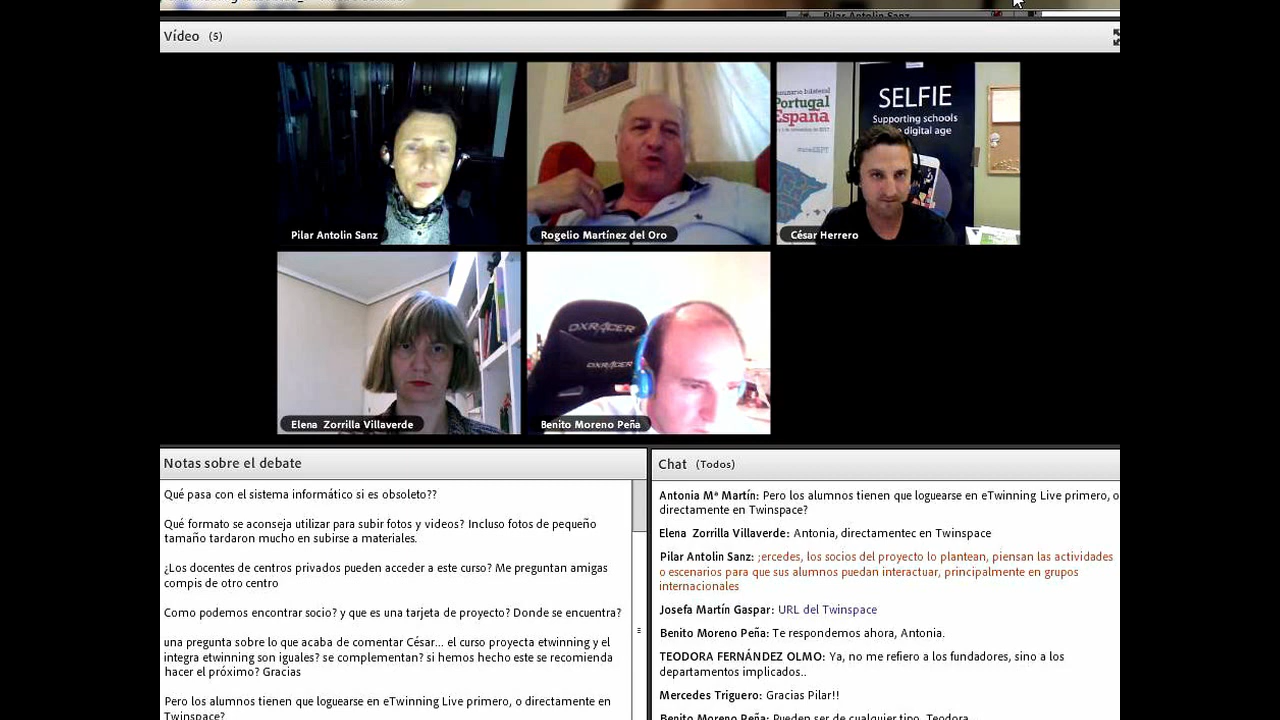 Pilar Antolin Sanz
Vídeo (5)
Portugal
España
SELFIE
Supporting schools
digital age
Pilar Antolin Sanz
Rogelio Martínez del Oro
César Herrero
DXRACER
DXRACER
Elena Zorrilla Villaverde
Benito Moreno Peña
Notas sobre el debate
Qué pasa con el sistema informático si es obsoleto??
Qué formato se aconseja utilizar para subir fotos y videos? Incluso fotos de pequeño
tamaño tardaron mucho en subirse a materiales.
¿Los docentes de centros privados pueden acceder a este curso? Me preguntan amigas
compis de otro centro
Como podemos encontrar socio? y que es una tarjeta de proyecto? Donde se encuentra?
una pregunta sobre lo que acaba de comentar César... el curso proyecta etwinning y el
integra etwinning son iguales? se complementan? si hemos hecho este se recomienda
hacer el próximo? Gracias
Pero los alumnos tienen que loguearse en eTwinning Live primero, o directamente en
Twinspace?
Chat (Todos)
Antonia Mª Martín: Pero los alumnos tienen que loguearse en eTwinning Live primero, o
directamente en Twinspace?
Elena Zorrilla Villaverde: Antonia, directamentec en Twinspace
Pilar Antolin Sanz: ;ercedes, los socios del proyecto lo plantean, piensan las actividades
o escenarios para que sus alumnos puedan interactuar, principalmente en grupos
internacionales
Josefa Martín Gaspar: URL del Twinspace
Benito Moreno Peña: Te respondemos ahora, Antonia.
TEODORA FERNÁNDEZ OLMO: Ya, no me refiero a los fundadores, sino a los
departamentos implicados..
Mercedes Triguero: Gracias Pilar!!
Benito Moreno Peña: Pueden ser de cualquier tipo, Teodora